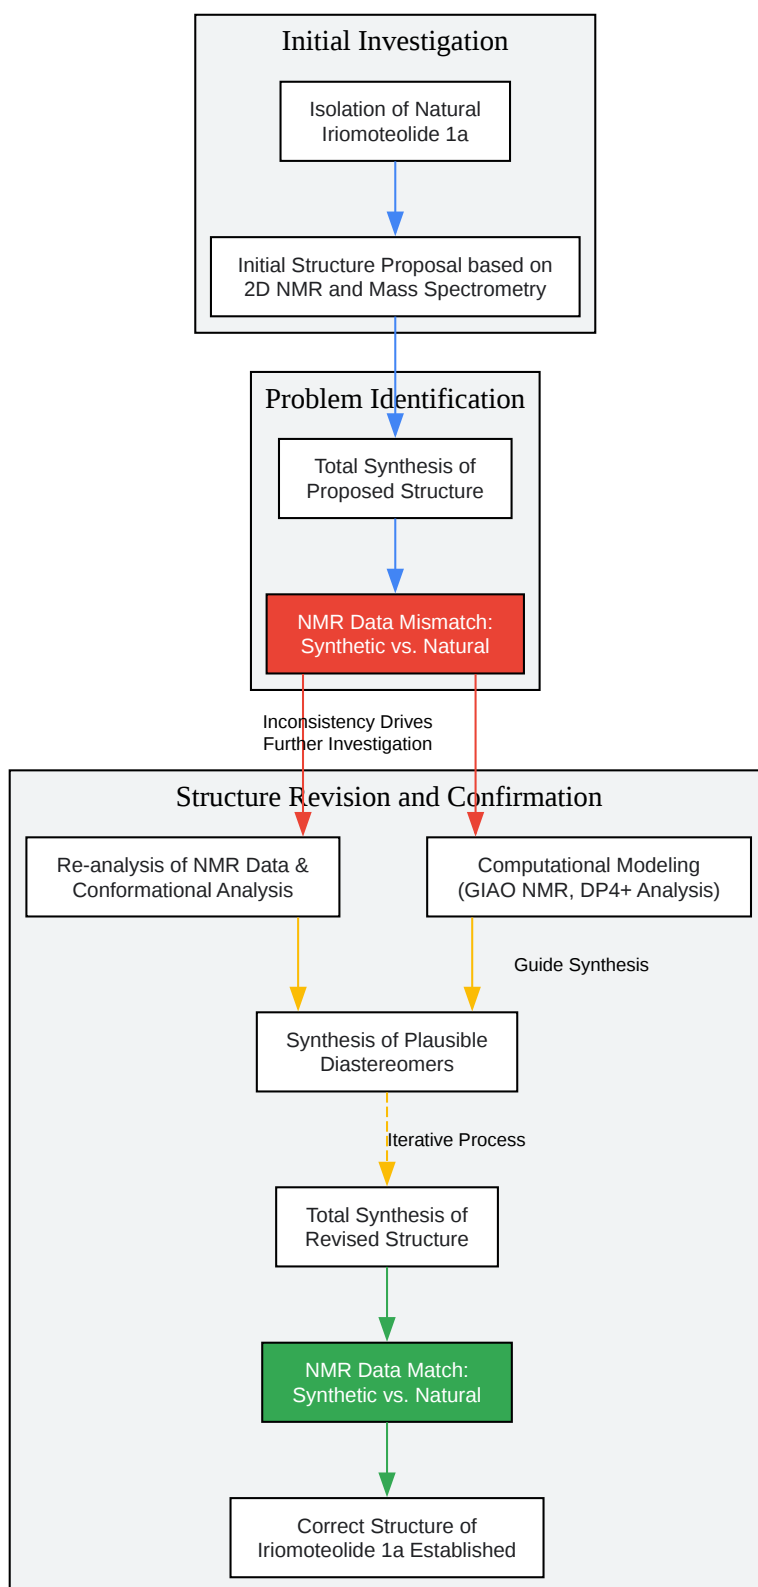 Initial Investigation
Isolation of Natural
Iriomoteolide 1a
Initial Structure Proposal based on
2D NMR and Mass Spectrometry
Problem Identification
Total Synthesis of
Proposed Structure
NMR Data Mismatch:
Synthetic vs. Natural
Inconsistency Drives
Further Investigation
Structure Revision and Confirmation
Re-analysis of NMR Data &
Conformational Analysis
Computational Modeling
(GIAO NMR, DP4+ Analysis)
Guide Synthesis
Synthesis of Plausible
Diastereomers
Iterative Process
Total Synthesis of
Revised Structure
NMR Data Match:
Synthetic vs. Natural
Correct Structure of
Iriomoteolide 1a Established